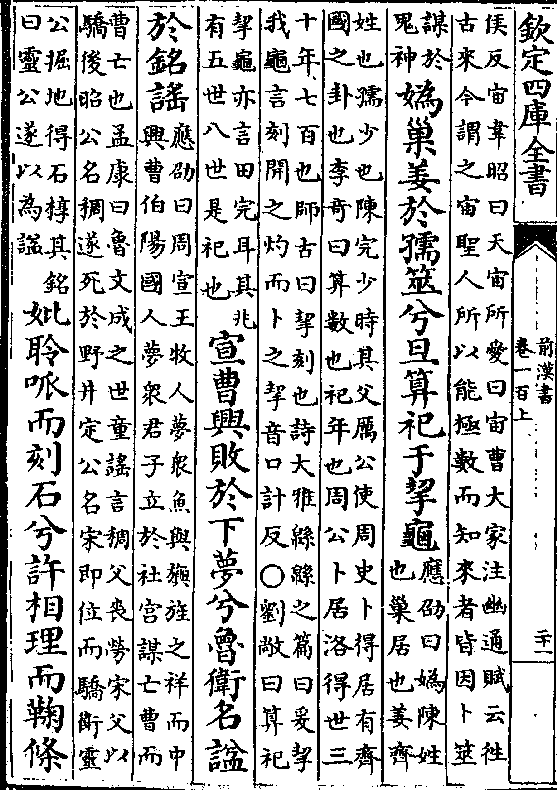 欽定四庫全書
前漢書
卷一百上
二十一
侯反宙韋昭曰天宙所受曰宙曹大家注幽通賦云徃
古來今謂之宙聖人所以能極數而知來者皆因卜筮
謀於
鬼神
媯巢姜於孺筮兮旦算祀于挈龜
應劭曰媯陳姓
也巢居也姜齊
姓也孺少也陳完少時其父厲公使周史卜得居有齊
國之卦也李奇曰算數也祀年也周公卜居洛得世三
十年七百也師古曰挈刻也詩大雅緜緜之篇曰爰挈
我龜言刻開之灼而卜之挈音口計反〇劉敞曰算祀
挈龜亦言田完耳其兆
有五世八世是祀也
宣曹興敗於下夢兮魯衛名謚
於銘謠
應劭曰周宣王牧人夢衆魚與旟旐之祥而中
興曹伯陽國人夢衆君子立於社宫謀亡曹而
曹亡也孟康曰魯文成之世童謠言稠父喪勞宋父以
驕後昭公名稠遂死於野井定公名宋即位而驕衛靈
公掘地得石椁其銘
曰靈公遂以為謚
妣聆呱而刻石兮許相理而鞠條